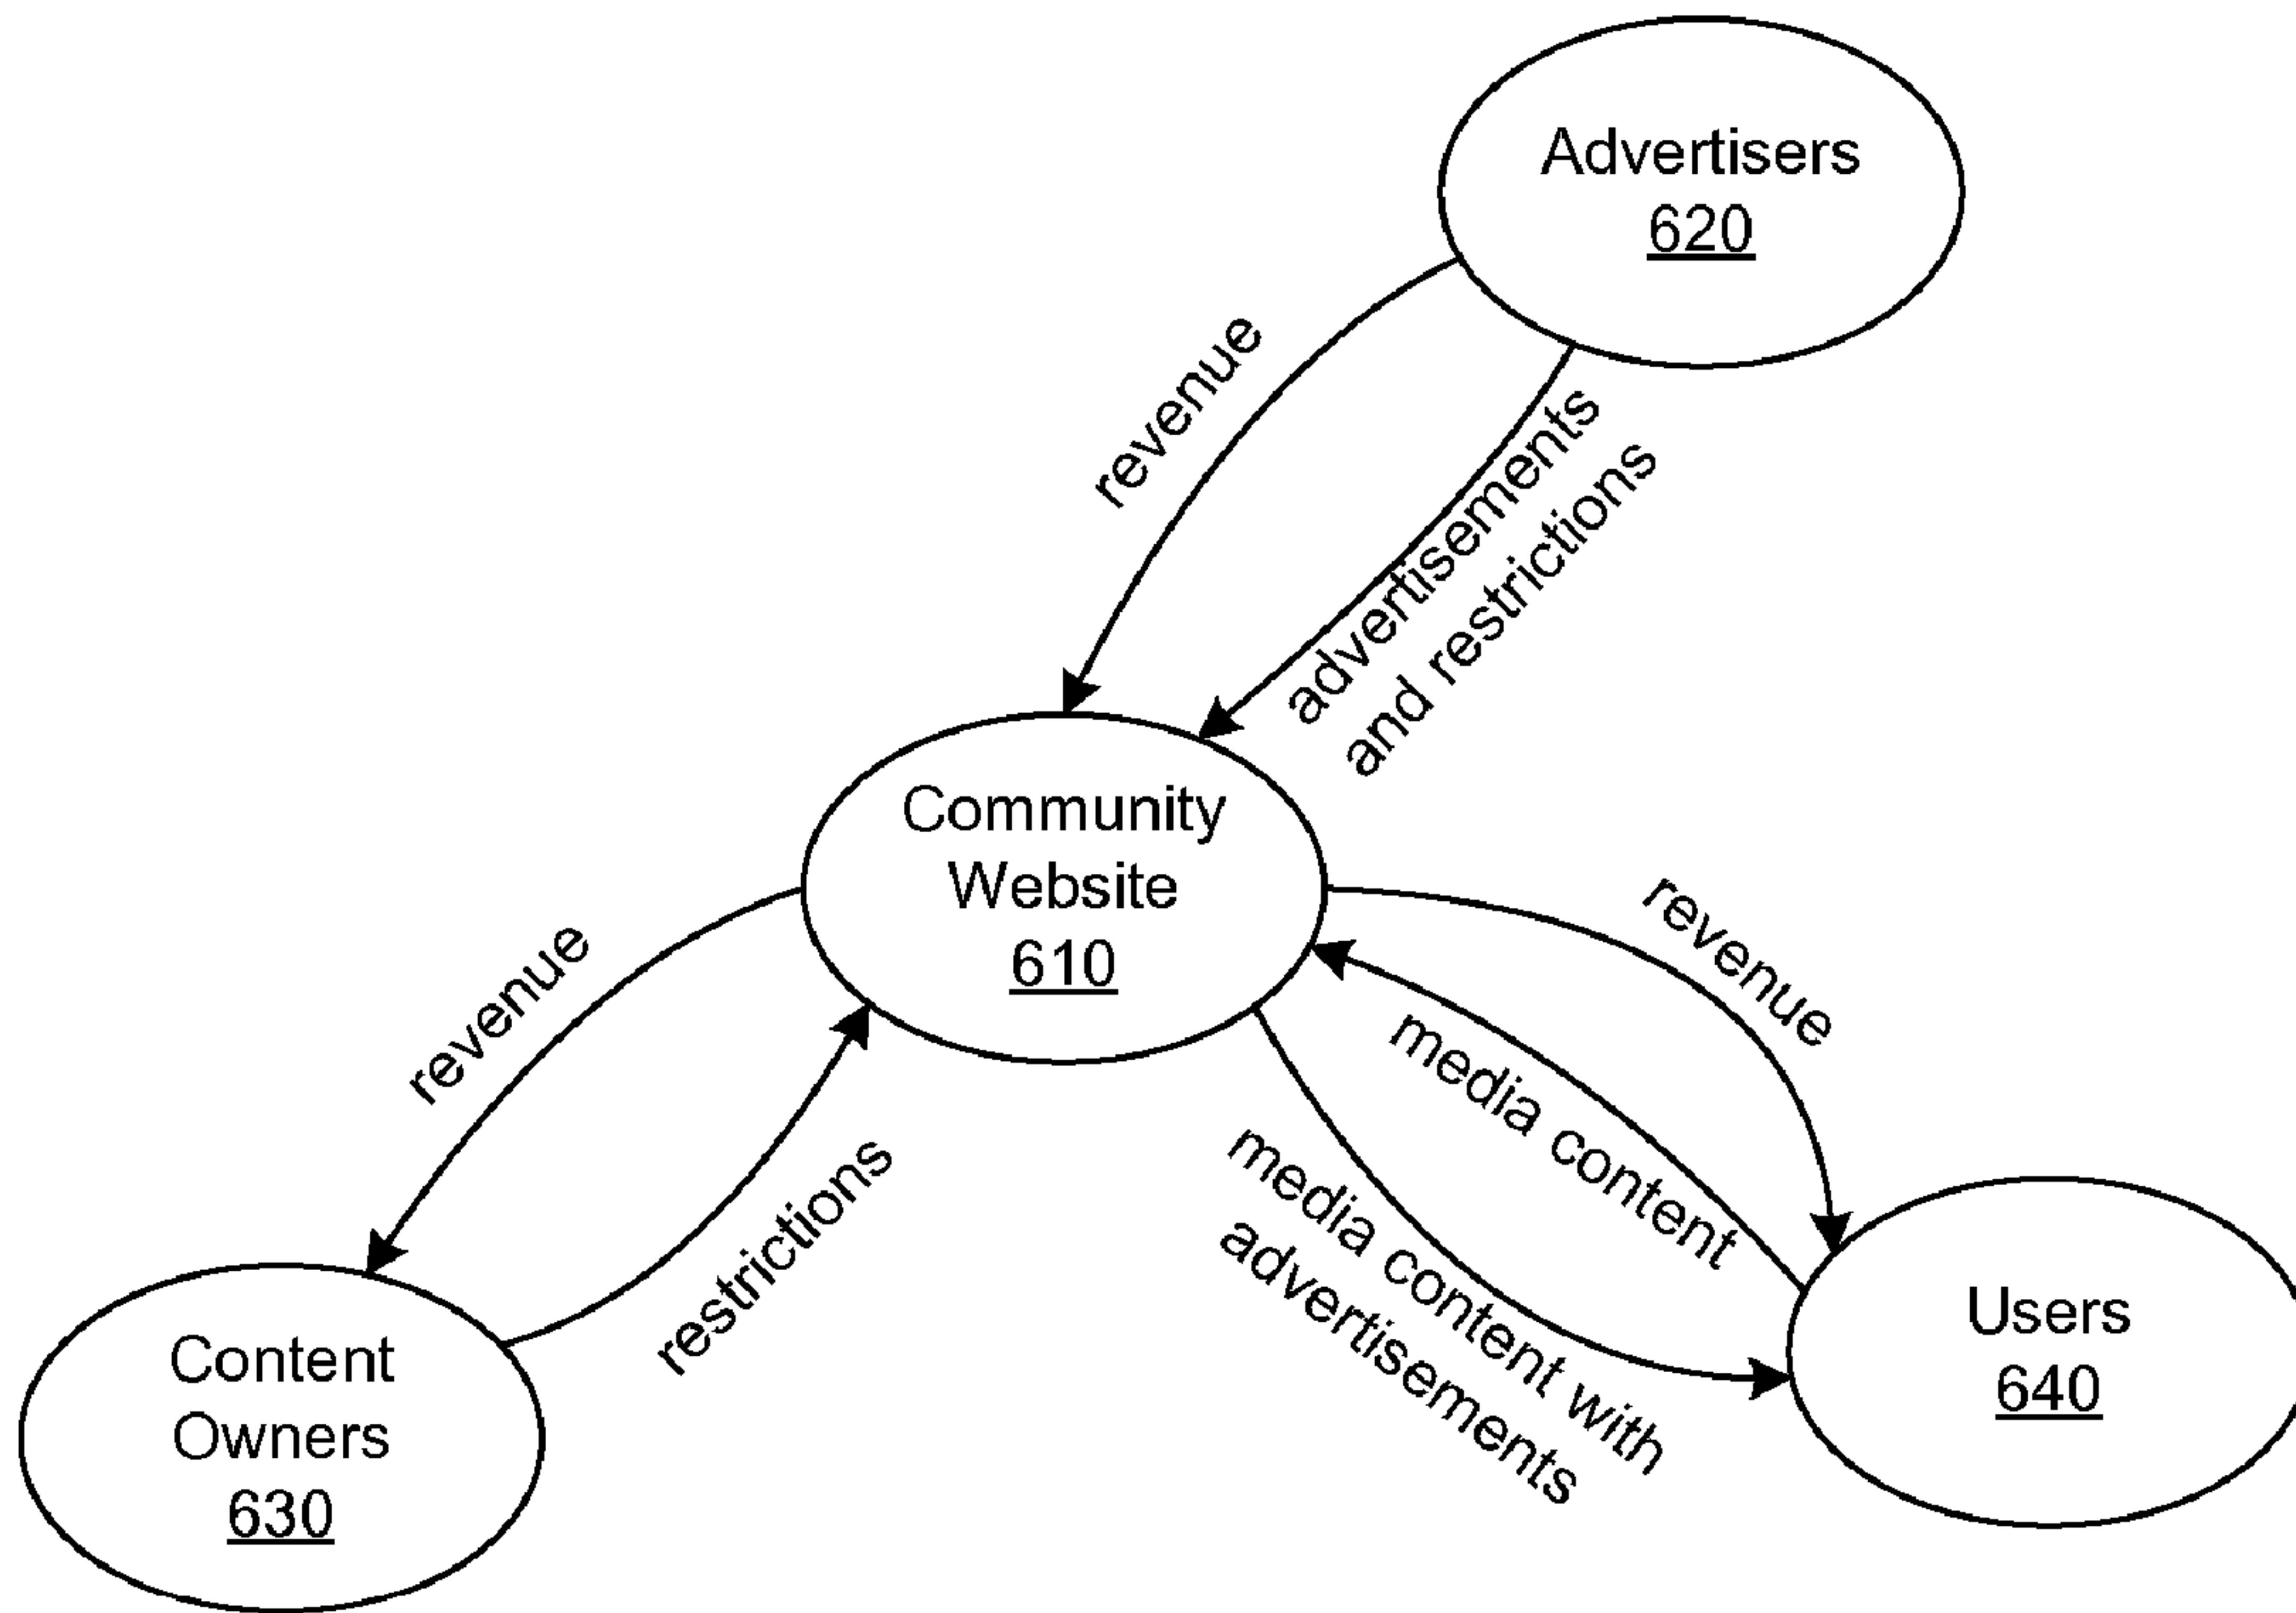 Advertisers
620
revenue
advertisements
and restrictions
Community
Website
610
revenue
restrictions
revenue
media content
media content with
advertisements
Content
Owners
630
Users
640